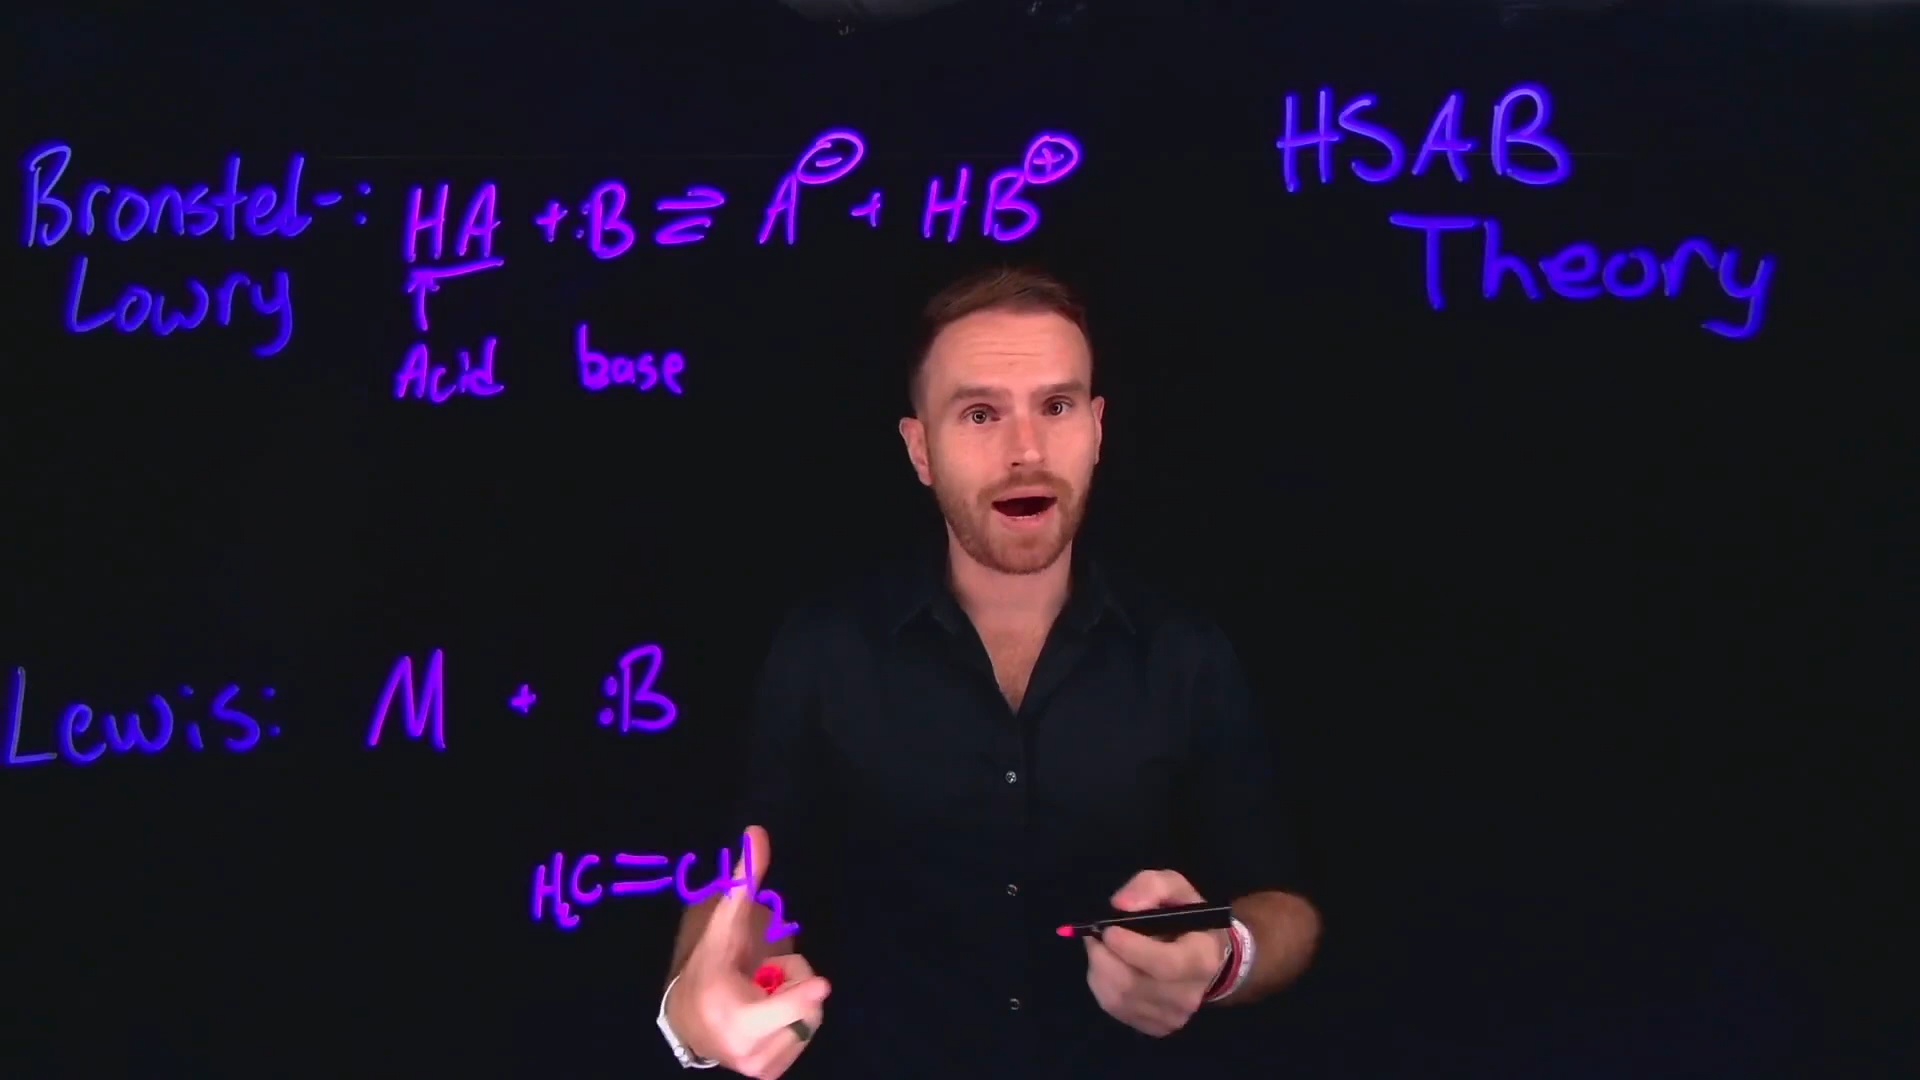 Bronsted-: HA + :B ⇌ A⊖ + HB⊕
Lowry
Acid base
HSAB
Theory
Lewis: M + :B
H₂C=CH₂